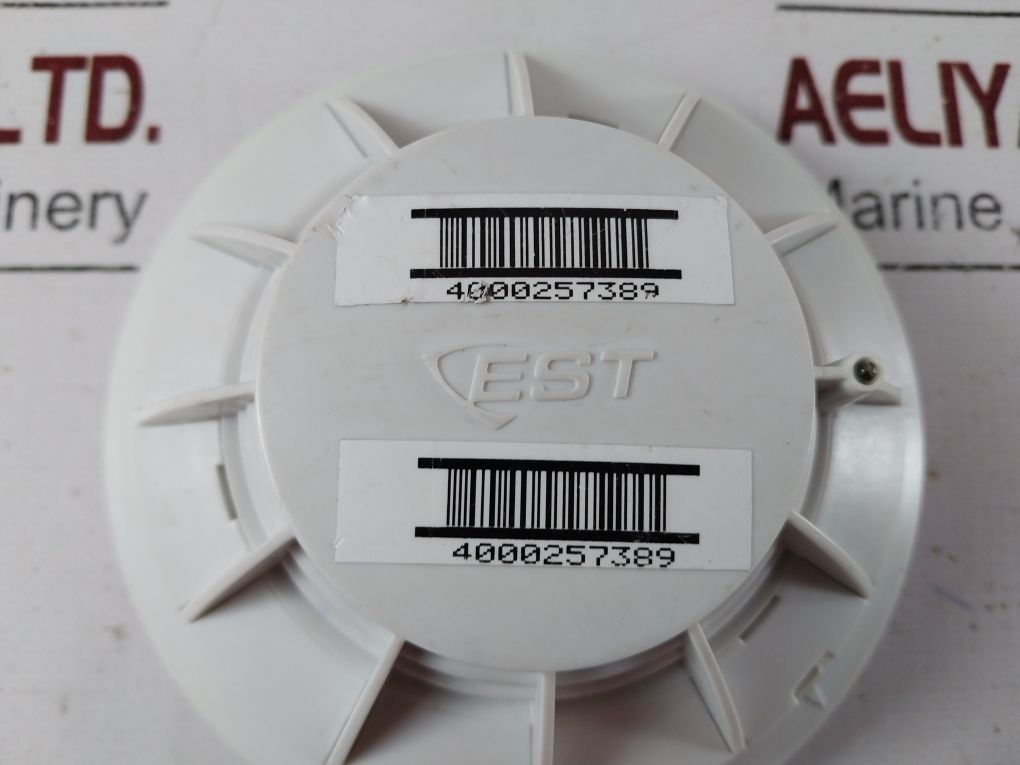 LTD.
AELIY
inery
Marine
4000257389
EST
4000257389